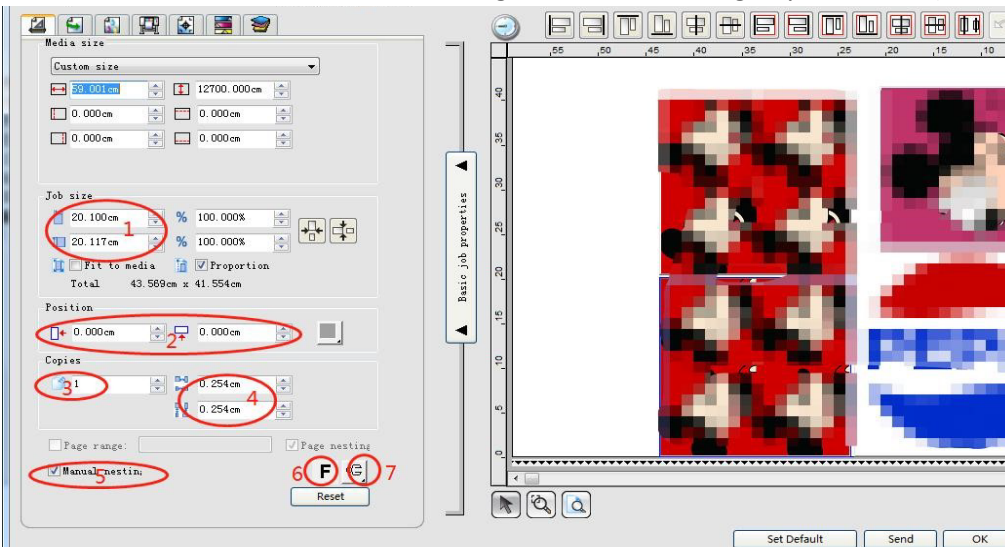 Media size
Custom size
59.001cm 12700.000cm
0.000cm 0.000cm
0.000cm 0.000cm
Job size
20.100cm % 100.000%
1
20.117cm % 100.000%
Fit to media Proportion
Total 43.569cm x 41.554cm
Position
0.000cm 2 0.000cm
Copies
3 1 0.254cm
4
0.254cm
Page range: Page nesting
Manual nestin 5
6 F G 7
Reset
Basic job properties
55 50 45 40 35 30 25 20 15 10
40
35
30
25
20
15
10
5
0
Set Default Send OK